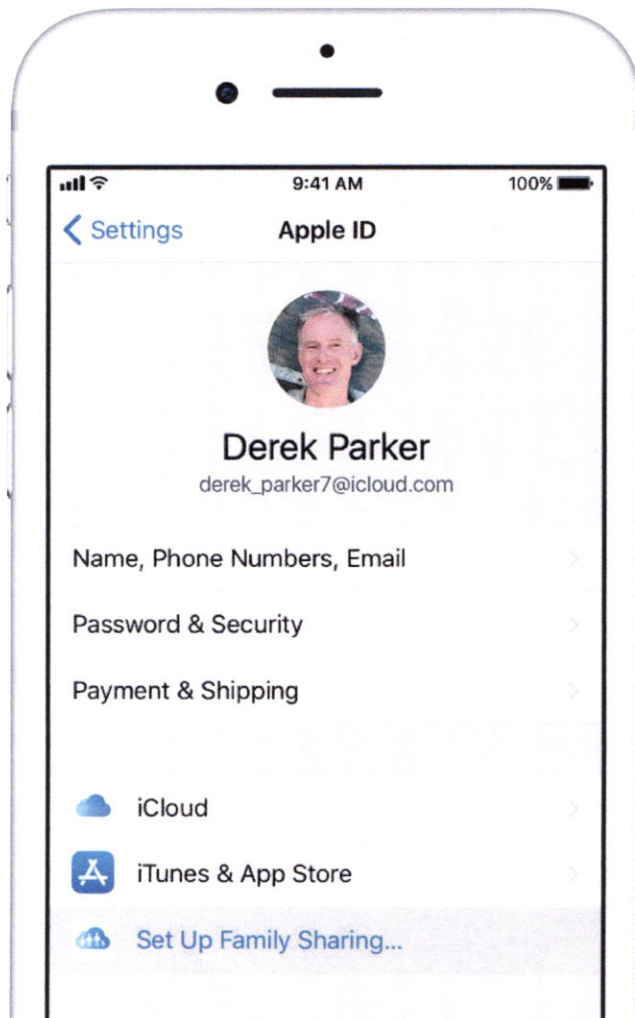 9:41 AM 100%
Settings Apple ID
Derek Parker
derek_parker7@icloud.com
Name, Phone Numbers, Email
Password & Security
Payment & Shipping
iCloud
iTunes & App Store
Set Up Family Sharing...